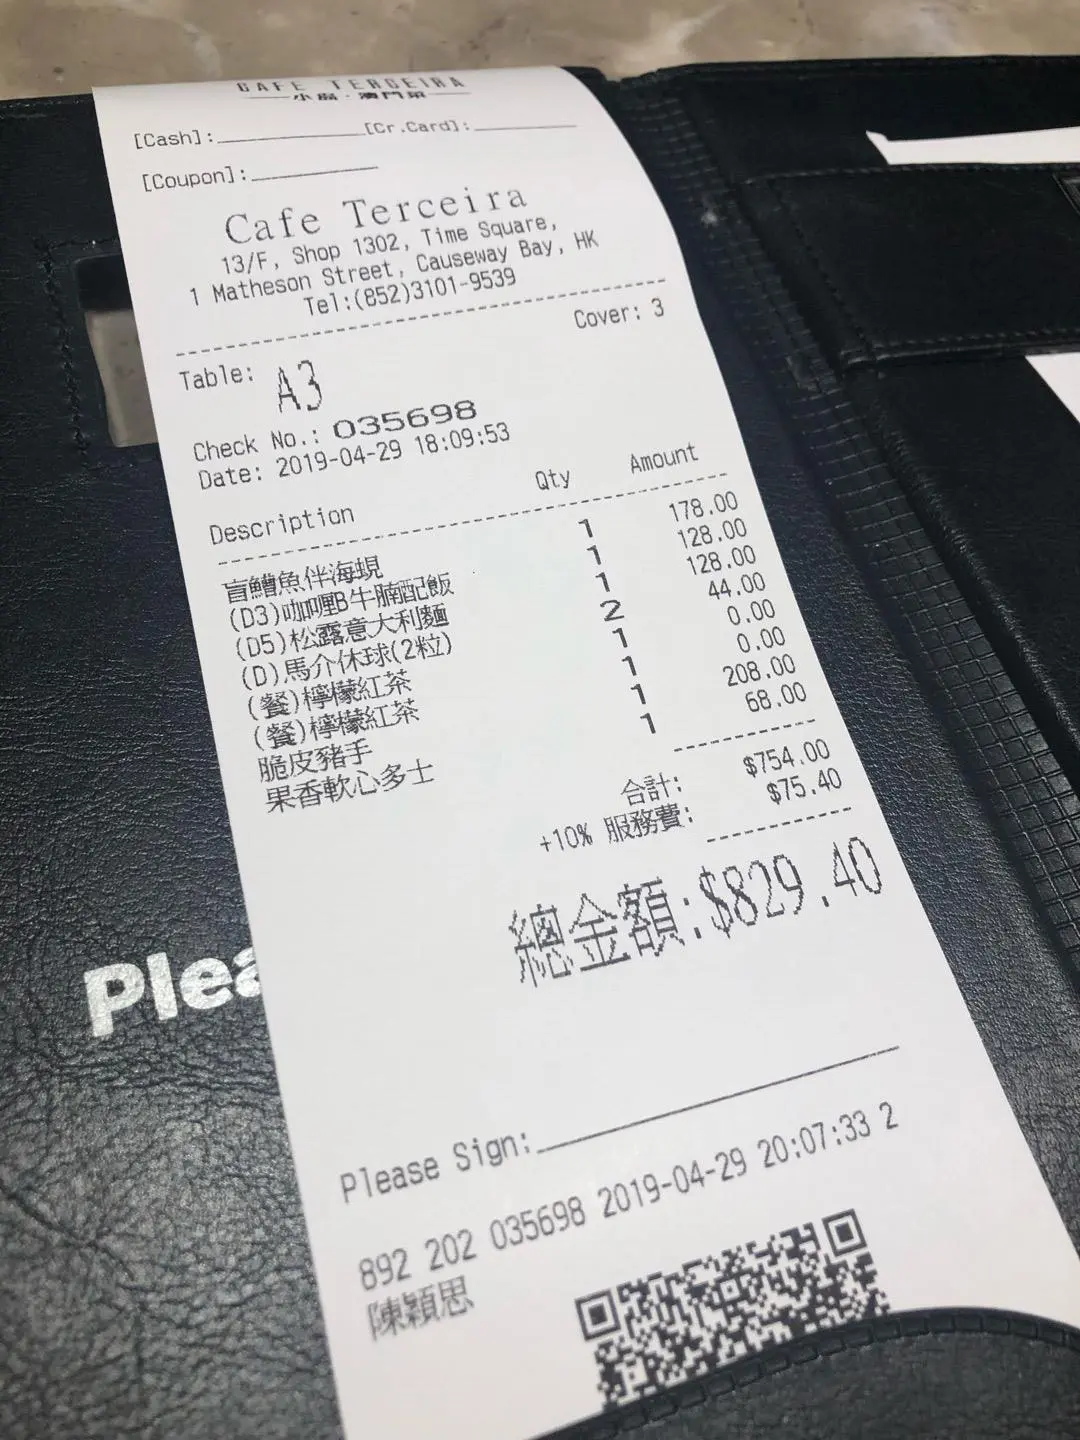 CAFE TERCEIRA
[Cash]:
[Cr.Card]:
[Coupon]:
Cafe Terceira
13/F, Shop 1302, Time Square,
1 Matheson Street, Causeway Bay, HK
Tel:(852)3101-9539
Cover: 3
Table: A3
Check No.: 035698
Date: 2019-04-29 18:09:53
Description Qty Amount
盲鰽魚伴海蜆 1 178.00
(D3)咖喱B牛腩配飯 1 128.00
(D5)松露意大利麵 1 128.00
(D)馬介休球(2粒) 2 44.00
(餐)檸檬紅茶 1 0.00
(餐)檸檬紅茶 1 0.00
脆皮豬手 1 208.00
果香軟心多士 1 68.00
合計: $754.00
+10% 服務費: $75.40
總金額:$829.40
Please Sign:
892 202 035698 2019-04-29 20:07:33 2
陳穎思
Plea